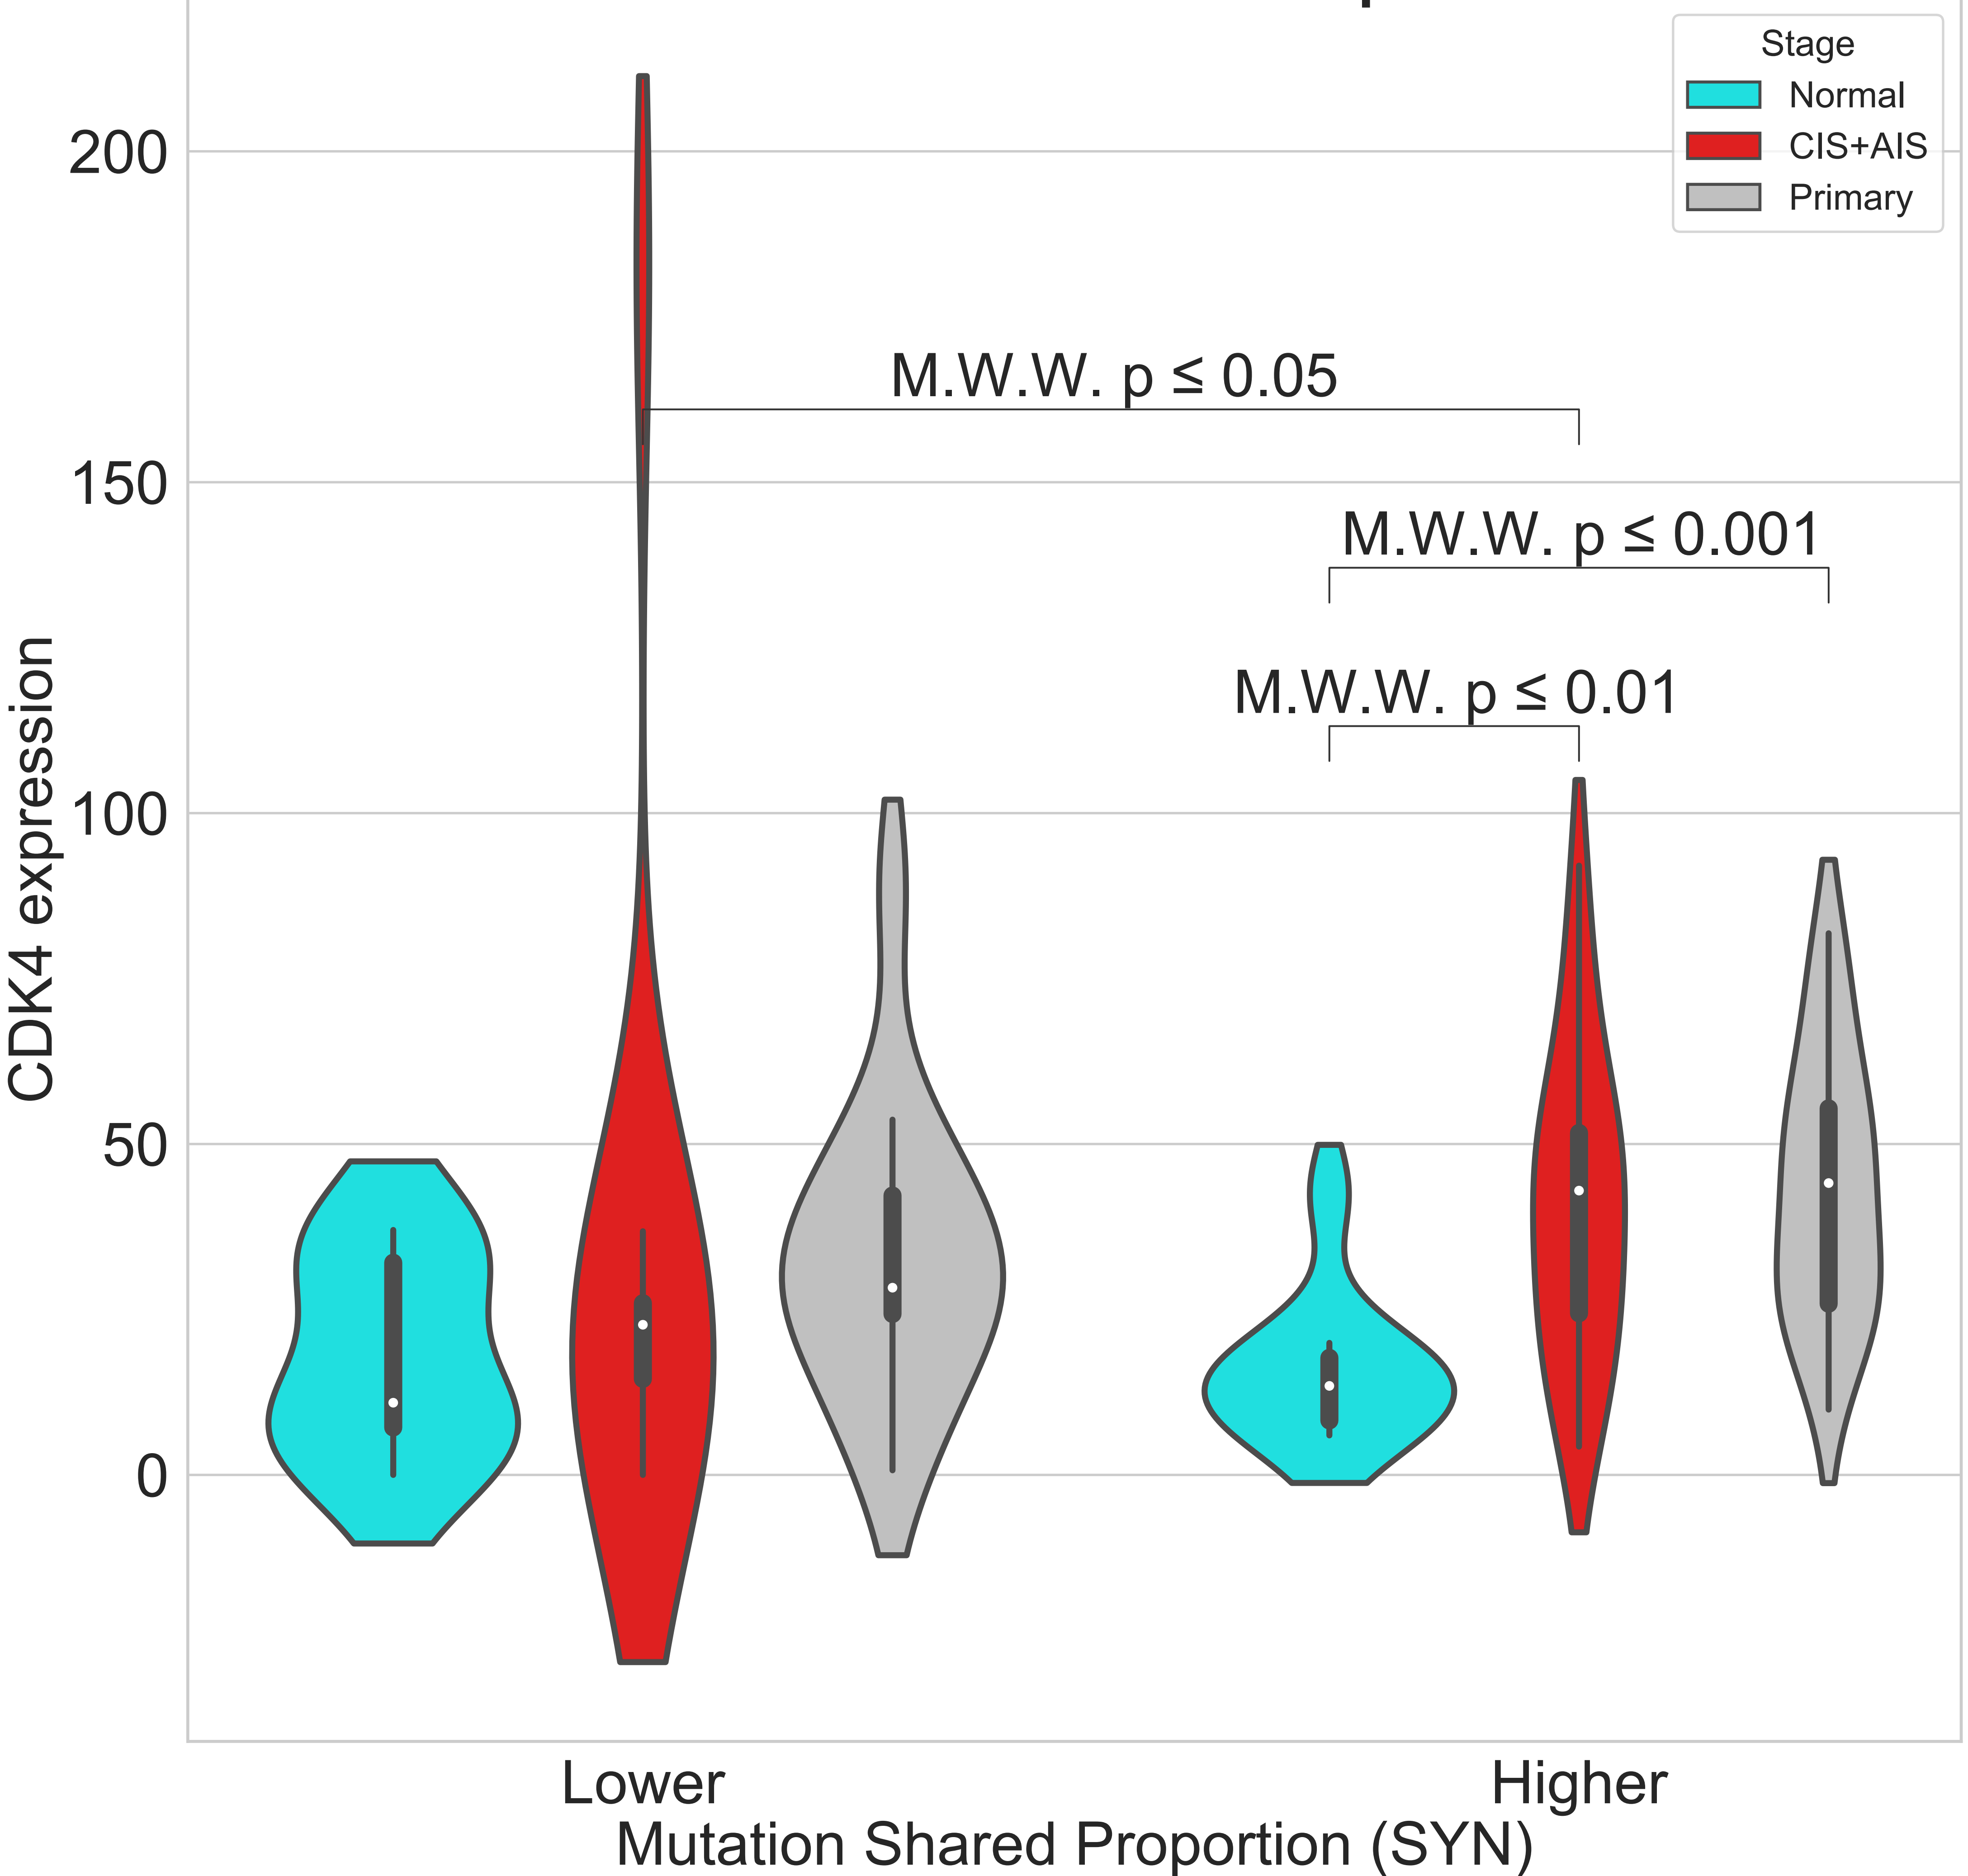 Stage
Normal
CIS+AIS
Primary
200
150
100
50
0
CDK4 expression
M.W.W. p ≤ 0.05
M.W.W. p ≤ 0.001
M.W.W. p ≤ 0.01
Lower
Higher
Mutation Shared Proportion (SYN)